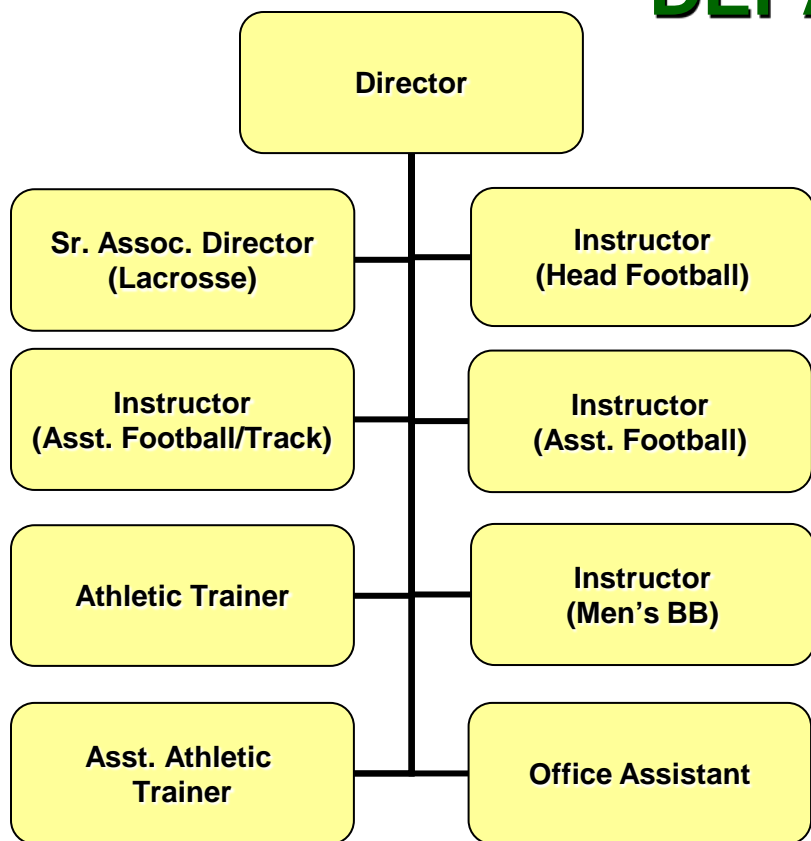 Director
Sr. Assoc. Director
(Lacrosse)
Instructor
(Head Football)
Instructor
(Asst. Football/Track)
Instructor
(Asst. Football)
Athletic Trainer
Instructor
(Men’s BB)
Asst. Athletic
Trainer
Office Assistant